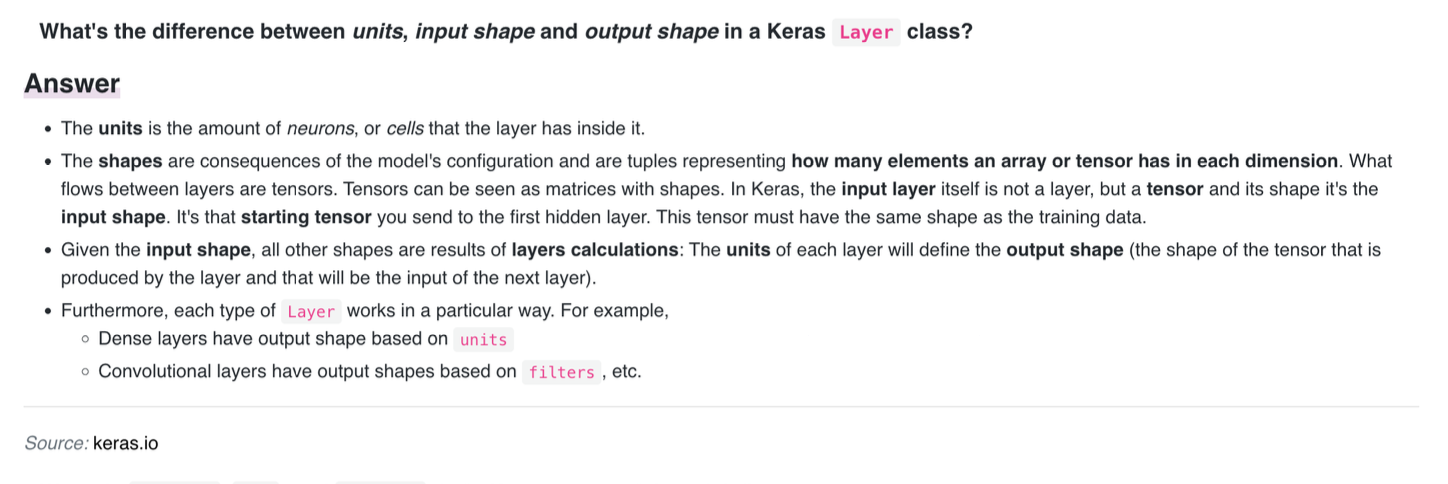 What's the difference between units, input shape and output shape in a Keras Layer class?
Answer
• The units is the amount of neurons, or cells that the layer has inside it.
• The shapes are consequences of the model's configuration and are tuples representing how many elements an array or tensor has in each dimension. What
flows between layers are tensors. Tensors can be seen as matrices with shapes. In Keras, the input layer itself is not a layer, but a tensor and its shape it's the
input shape. It's that starting tensor you send to the first hidden layer. This tensor must have the same shape as the training data.
• Given the input shape, all other shapes are results of layers calculations: The units of each layer will define the output shape (the shape of the tensor that is
produced by the layer and that will be the input of the next layer).
• Furthermore, each type of Layer works in a particular way. For example,
◦ Dense layers have output shape based on units
◦ Convolutional layers have output shapes based on filters , etc.
Source: keras.io